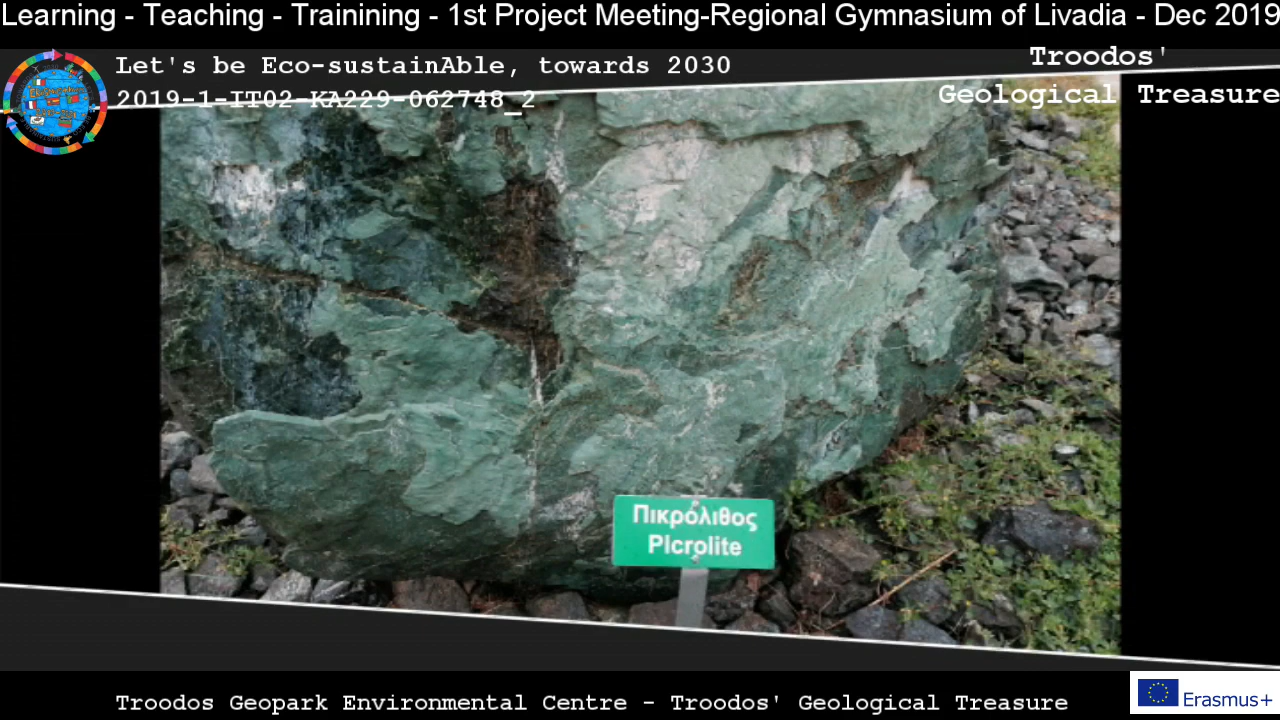 Learning - Teaching - Trainining - 1st Project Meeting-Regional Gymnasium of Livadia - Dec 2019
Let's be Eco-sustainAble, towards 2030
2019-1-IT02-KA229-062748_2
Troodos'
Geological Treasure
Πικρόλιθος
PIcrolite
Troodos Geopark Environmental Centre - Troodos' Geological Treasure
Erasmus+